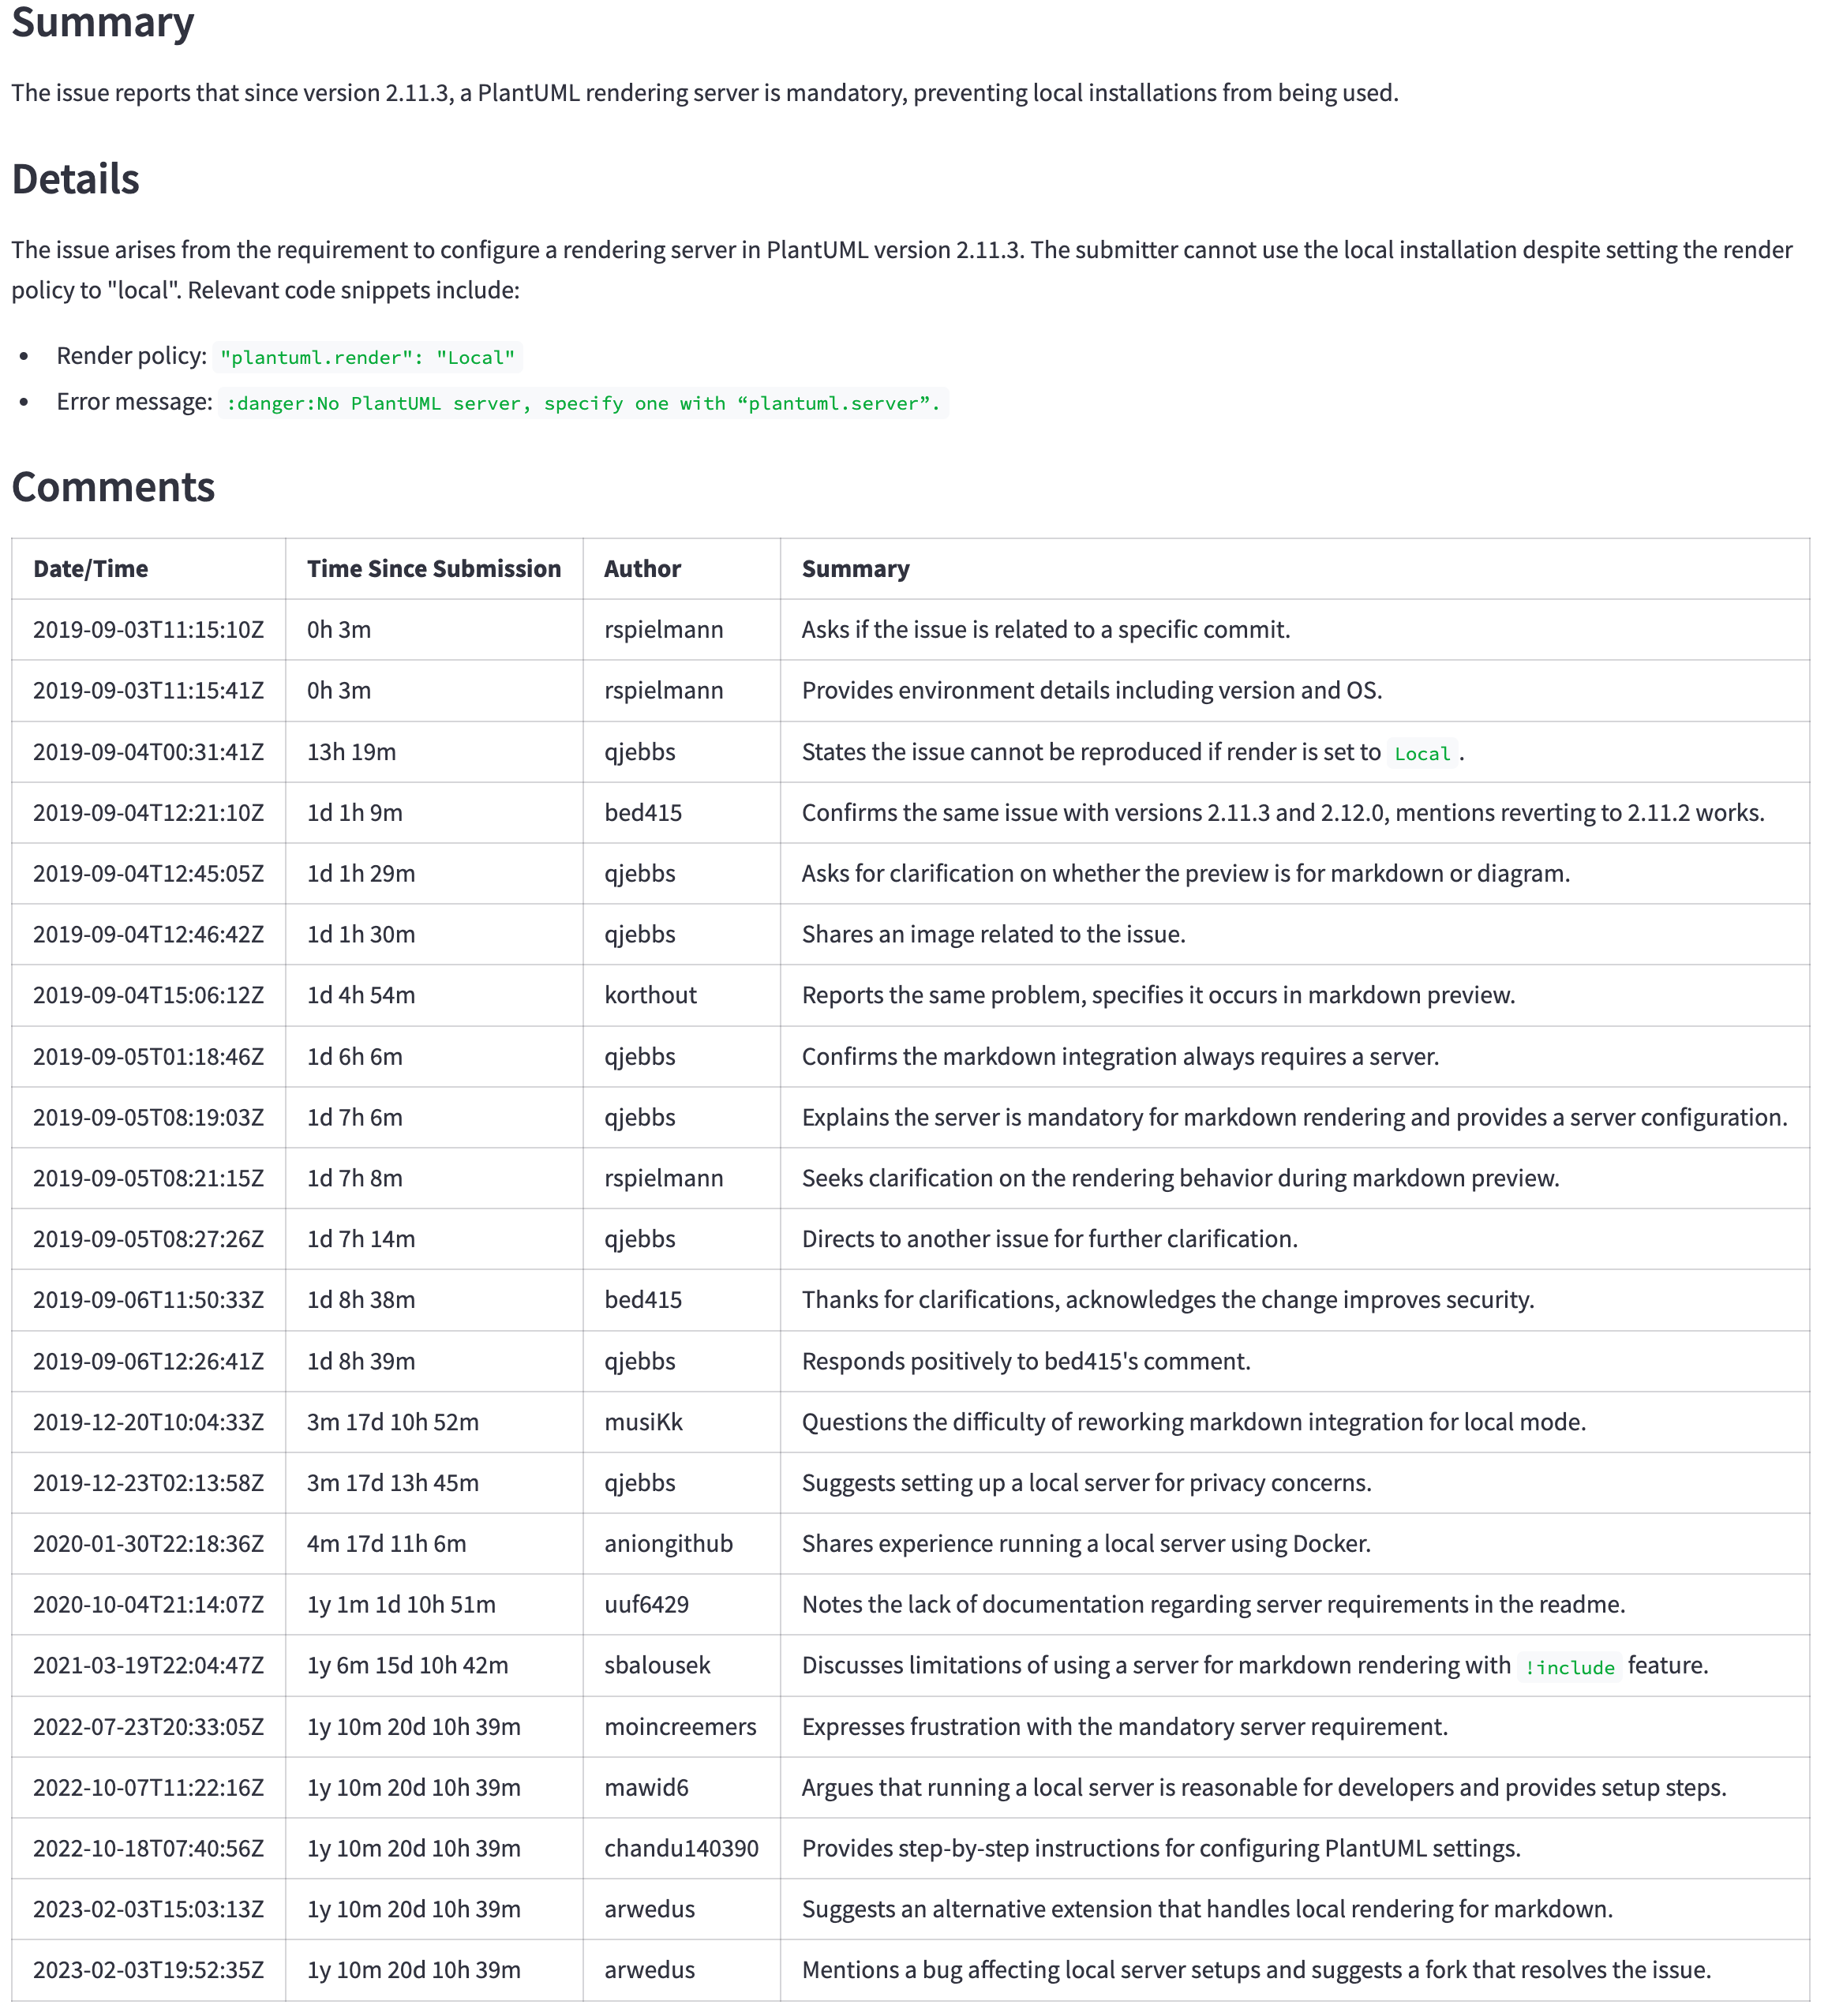 Summary
The issue reports that since version 2.11.3, a PlantUML rendering server is mandatory, preventing local installations from being used.
Details
The issue arises from the requirement to configure a rendering server in PlantUML version 2.11.3. The submitter cannot use the local installation despite setting the render
policy to "local". Relevant code snippets include:
• Render policy: "plantuml.render": "Local"
• Error message: :danger:No PlantUML server, specify one with “plantuml.server”.
Comments
Date/Time Time Since Submission Author Summary
2019-09-03T11:15:10Z 0h 3m rspielmann Asks if the issue is related to a specific commit.
2019-09-03T11:15:41Z 0h 3m rspielmann Provides environment details including version and OS.
2019-09-04T00:31:41Z 13h 19m qjebbs States the issue cannot be reproduced if render is set to Local.
2019-09-04T12:21:10Z 1d 1h 9m bed415 Confirms the same issue with versions 2.11.3 and 2.12.0, mentions reverting to 2.11.2 works.
2019-09-04T12:45:05Z 1d 1h 29m qjebbs Asks for clarification on whether the preview is for markdown or diagram.
2019-09-04T12:46:42Z 1d 1h 30m qjebbs Shares an image related to the issue.
2019-09-04T15:06:12Z 1d 4h 54m korthout Reports the same problem, specifies it occurs in markdown preview.
2019-09-05T01:18:46Z 1d 6h 6m qjebbs Confirms the markdown integration always requires a server.
2019-09-05T08:19:03Z 1d 7h 6m qjebbs Explains the server is mandatory for markdown rendering and provides a server configuration.
2019-09-05T08:21:15Z 1d 7h 8m rspielmann Seeks clarification on the rendering behavior during markdown preview.
2019-09-05T08:27:26Z 1d 7h 14m qjebbs Directs to another issue for further clarification.
2019-09-06T11:50:33Z 1d 8h 38m bed415 Thanks for clarifications, acknowledges the change improves security.
2019-09-06T12:26:41Z 1d 8h 39m qjebbs Responds positively to bed415's comment.
2019-12-20T10:04:33Z 3m 17d 10h 52m musiKk Questions the difficulty of reworking markdown integration for local mode.
2019-12-23T02:13:58Z 3m 17d 13h 45m qjebbs Suggests setting up a local server for privacy concerns.
2020-01-30T22:18:36Z 4m 17d 11h 6m aniongithub Shares experience running a local server using Docker.
2020-10-04T21:14:07Z 1y 1m 1d 10h 51m uuf6429 Notes the lack of documentation regarding server requirements in the readme.
2021-03-19T22:04:47Z 1y 6m 15d 10h 42m sbalousek Discusses limitations of using a server for markdown rendering with !include feature.
2022-07-23T20:33:05Z 1y 10m 20d 10h 39m moincreemers Expresses frustration with the mandatory server requirement.
2022-10-07T11:22:16Z 1y 10m 20d 10h 39m mawid6 Argues that running a local server is reasonable for developers and provides setup steps.
2022-10-18T07:40:56Z 1y 10m 20d 10h 39m chandu140390 Provides step-by-step instructions for configuring PlantUML settings.
2023-02-03T15:03:13Z 1y 10m 20d 10h 39m arwedus Suggests an alternative extension that handles local rendering for markdown.
2023-02-03T19:52:35Z 1y 10m 20d 10h 39m arwedus Mentions a bug affecting local server setups and suggests a fork that resolves the issue.